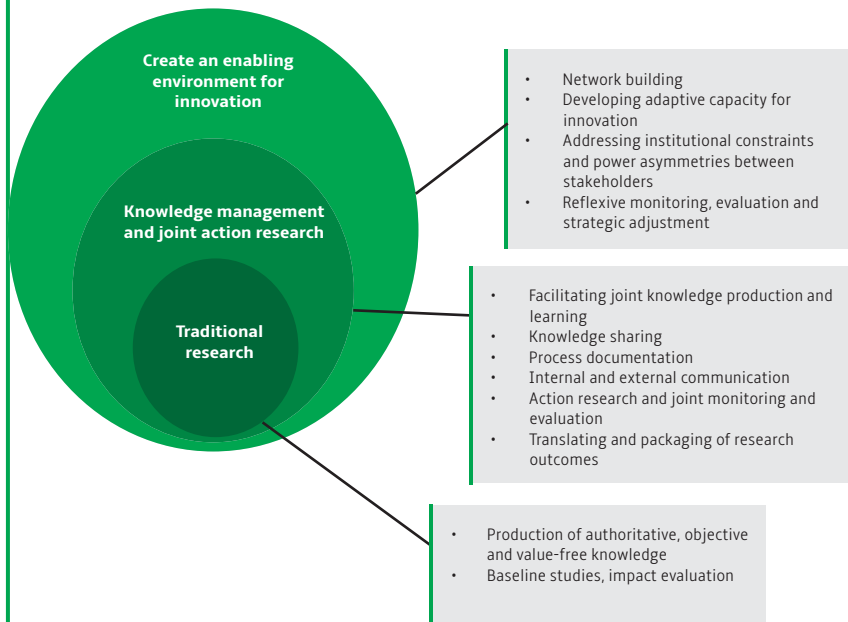 Create an enabling
environment for
innovation
Knowledge management
and joint action research
Traditional
research
• Network building
• Developing adaptive capacity for
innovation
• Addressing institutional constraints
and power asymmetries between
stakeholders
• Reflexive monitoring, evaluation and
strategic adjustment
• Facilitating joint knowledge production and
learning
• Knowledge sharing
• Process documentation
• Internal and external communication
• Action research and joint monitoring and
evaluation
• Translating and packaging of research
outcomes
• Production of authoritative, objective
and value-free knowledge
• Baseline studies, impact evaluation